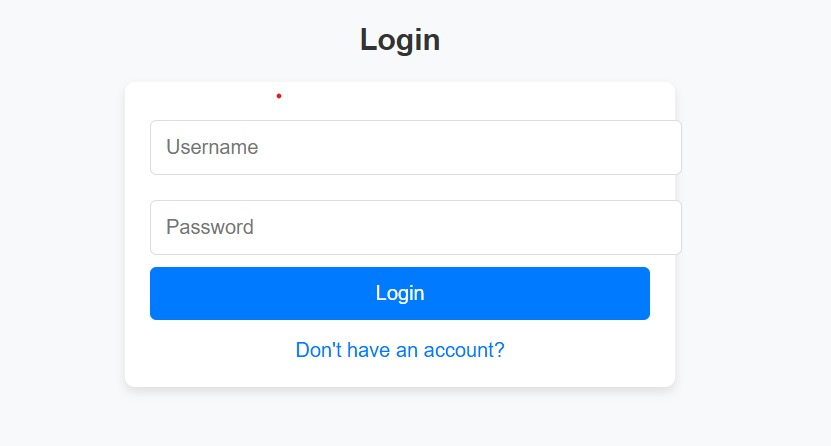 Login
Username
Password
Login
Don't have an account?